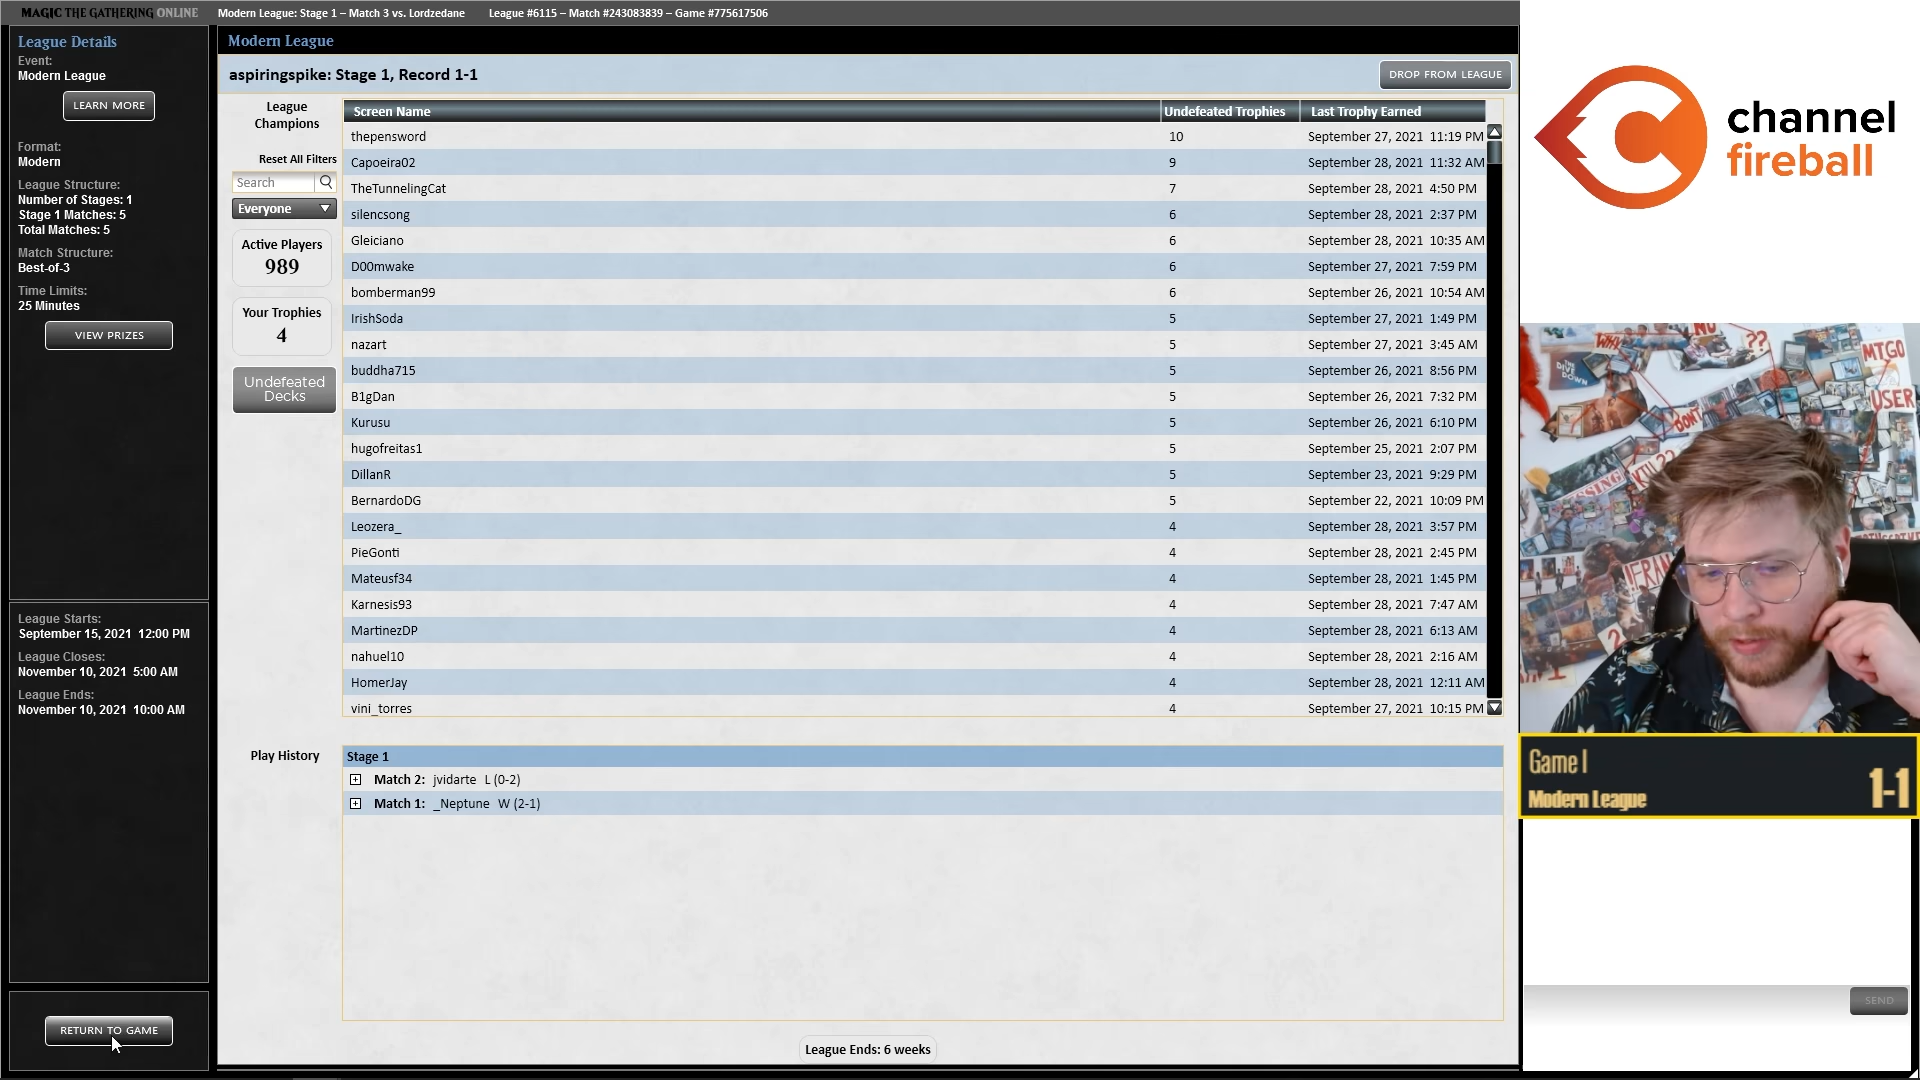 MAGIC THE GATHERING ONLINE
Modern League: Stage 1 – Match 3 vs. Lordzedane
League #6115 – Match #243083839 – Game #775617506
League Details
Event:
Modern League
LEARN MORE
Format:
Modern
League Structure:
Number of Stages: 1
Stage 1 Matches: 5
Total Matches: 5
Match Structure:
Best-of-3
Time Limits:
25 Minutes
VIEW PRIZES
League Starts:
September 15, 2021 12:00 PM
League Closes:
November 10, 2021 5:00 AM
League Ends:
November 10, 2021 10:00 AM
RETURN TO GAME
Modern League
aspiringspike: Stage 1, Record 1-1
DROP FROM LEAGUE
League
Champions
Reset All Filters
Search
Everyone
Active Players
989
Your Trophies
4
Undefeated
Decks
Screen Name Undefeated Trophies Last Trophy Earned
thepensword 10 September 27, 2021 11:19 PM
Capoeira02 9 September 28, 2021 11:32 AM
TheTunnelingCat 7 September 28, 2021 4:50 PM
silencsong 6 September 28, 2021 2:37 PM
Gleiciano 6 September 28, 2021 10:35 AM
D00mwake 6 September 27, 2021 7:59 PM
bomberman99 6 September 26, 2021 10:54 AM
IrishSoda 5 September 27, 2021 1:49 PM
nazart 5 September 27, 2021 3:45 AM
buddha715 5 September 26, 2021 8:56 PM
B1gDan 5 September 26, 2021 7:32 PM
Kurusu 5 September 26, 2021 6:10 PM
hugofreitas1 5 September 25, 2021 2:07 PM
DillanR 5 September 23, 2021 9:29 PM
BernardoDG 5 September 22, 2021 10:09 PM
Leozera_ 4 September 28, 2021 3:57 PM
PieGonti 4 September 28, 2021 2:45 PM
Mateusf34 4 September 28, 2021 1:45 PM
Karnesis93 4 September 28, 2021 7:47 AM
MartinezDP 4 September 28, 2021 6:13 AM
nahuel10 4 September 28, 2021 2:16 AM
HomerJay 4 September 28, 2021 12:11 AM
vini_torres 4 September 27, 2021 10:15 PM
Play History
Stage 1
Match 2: jvidarte L (0-2)
Match 1: _Neptune W (2-1)
League Ends: 6 weeks
channel
fireball
NO
WHY
??
MTGO
USER
THE
DIVE
DOWN
DON'T
Game 1
Modern League
1-1
SEND